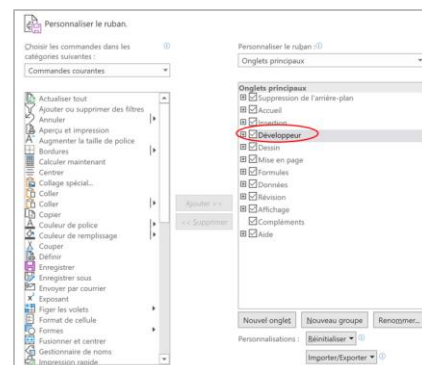 Personnaliser le ruban.
Choisir les commandes dans les
catégories suivantes :
Commandes courantes
Actualiser tout
Ajouter ou supprimer des filtres
Annuler
Aperçu et impression
Augmenter la taille de police
Bordures
Calculer maintenant
Centrer
Collage spécial...
Coller
Coller
Copier
Couleur de police
Couleur de remplissage
Couper
Définir
Enregistrer
Enregistrer sous
Envoyer par courrier
Exposant
Figer les volets
Format de cellule
Formes
Fusionner et centrer
Gestionnaire de noms
Impression rapide
Ajouter >>
<< Supprimer
Personnaliser le ruban :
Onglets principaux
Onglets principaux
Suppression de l'arrière-plan
Accueil
Insertion
Développeur
Dessin
Mise en page
Formules
Données
Révision
Affichage
Compléments
Aide
Nouvel onglet
Nouveau groupe
Renommer...
Personnalisations :
Réinitialiser
Importer/Exporter